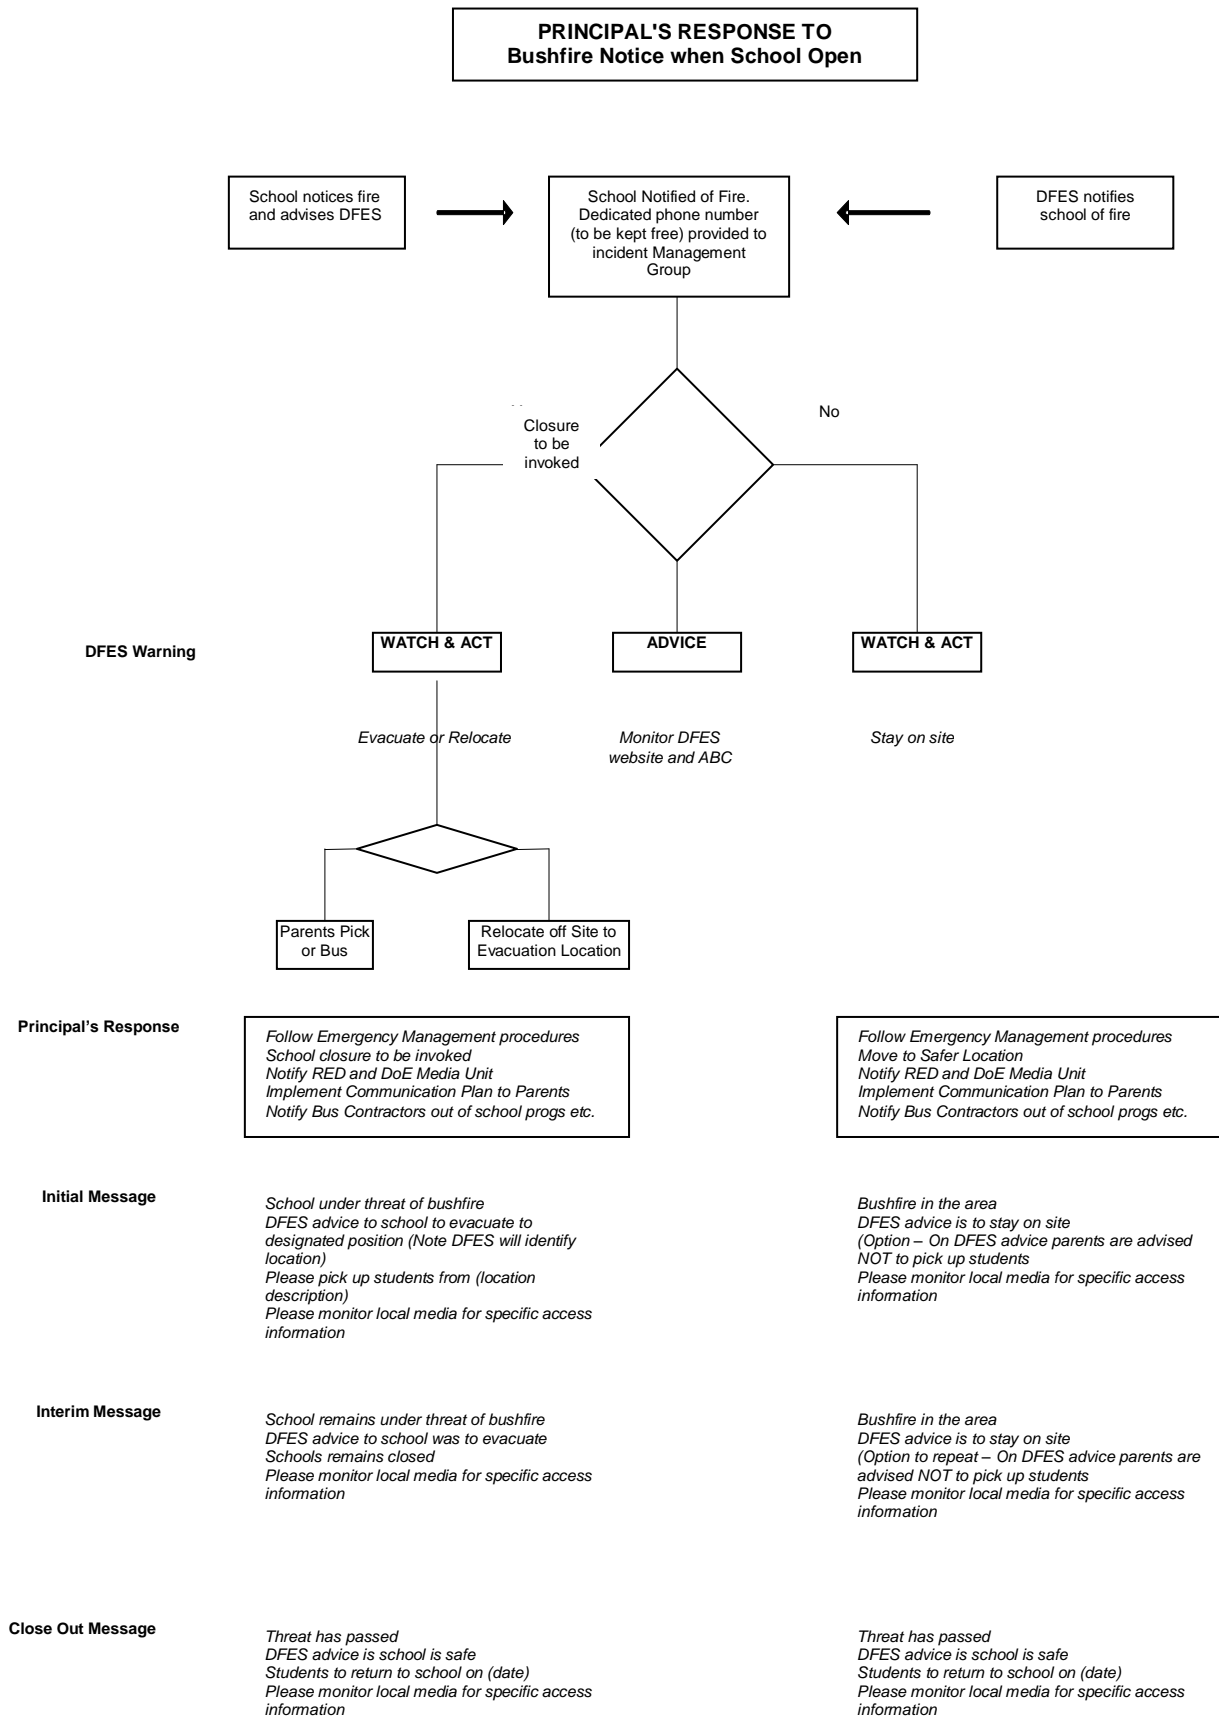 PRINCIPAL'S RESPONSE TO
Bushfire Notice when School Open
School notices fire
and advises DFES
School Notified of Fire.
Dedicated phone number
(to be kept free) provided to
incident Management
Group
DFES notifies
school of fire
Closure
to be
invoked
No
DFES Warning
WATCH & ACT
ADVICE
WATCH & ACT
Evacuate or Relocate
Monitor DFES
website and ABC
Stay on site
Parents Pick
or Bus
Relocate off Site to
Evacuation Location
Principal’s Response
Follow Emergency Management procedures
School closure to be invoked
Notify RED and DoE Media Unit
Implement Communication Plan to Parents
Notify Bus Contractors out of school progs etc.
Follow Emergency Management procedures
Move to Safer Location
Notify RED and DoE Media Unit
Implement Communication Plan to Parents
Notify Bus Contractors out of school progs etc.
Initial Message
School under threat of bushfire
DFES advice to school to evacuate to
designated position (Note DFES will identify
location)
Please pick up students from (location
description)
Please monitor local media for specific access
information
Bushfire in the area
DFES advice is to stay on site
(Option – On DFES advice parents are advised
NOT to pick up students
Please monitor local media for specific access
information
Interim Message
School remains under threat of bushfire
DFES advice to school was to evacuate
Schools remains closed
Please monitor local media for specific access
information
Bushfire in the area
DFES advice is to stay on site
(Option to repeat – On DFES advice parents are
advised NOT to pick up students
Please monitor local media for specific access
information
Close Out Message
Threat has passed
DFES advice is school is safe
Students to return to school on (date)
Please monitor local media for specific access
information
Threat has passed
DFES advice is school is safe
Students to return to school on (date)
Please monitor local media for specific access
information